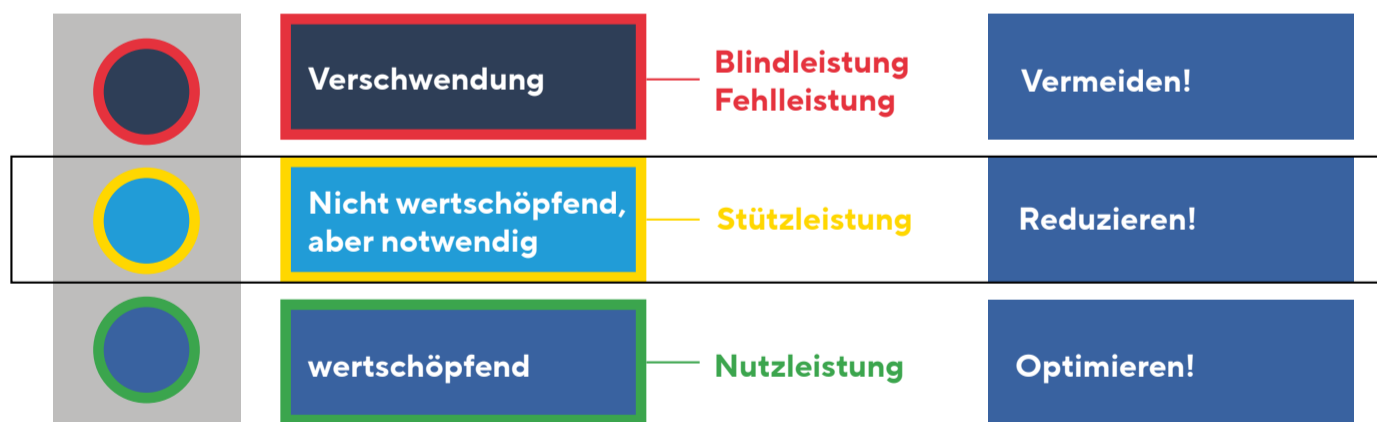 Verschwendung
Blindleistung
Fehlleistung
Vermeiden!
Nicht wertschöpfend,
aber notwendig
Stützleistung
Reduzieren!
wertschöpfend
Nutzleistung
Optimieren!